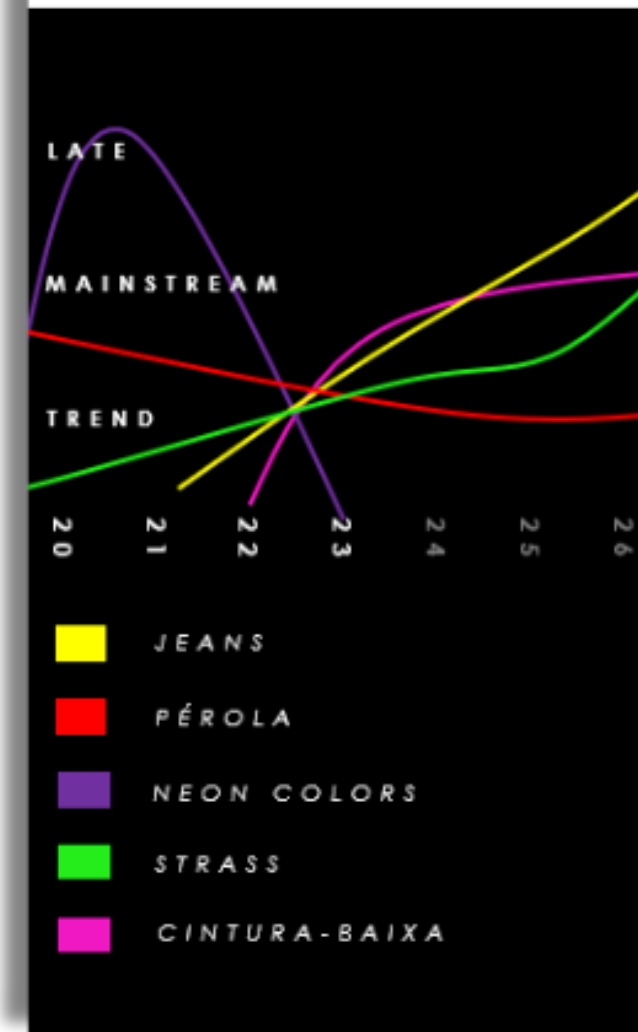 LATE
MAINSTREAM
TREND
20 21 22 23 24 25 26
JEANS
PÉROLA
NEON COLORS
STRASS
CINTURA-BAIXA